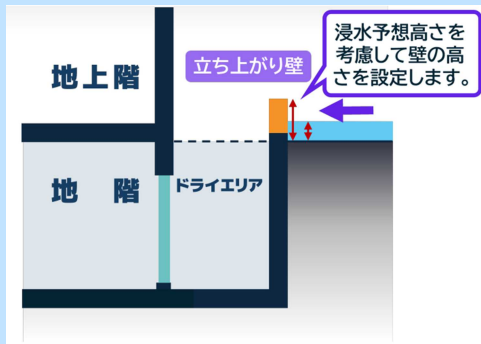 浸水予想高さを
考慮して壁の高
さを設定します。
立ち上がり壁
地上階
地 階
ドライエリア